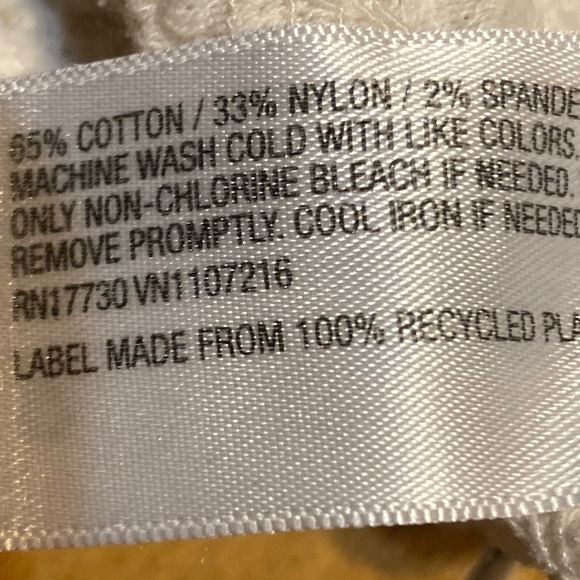 65% COTTON / 33% NYLON / 2% SPANDE
MACHINE WASH COLD WITH LIKE COLORS.
ONLY NON-CHLORINE BLEACH IF NEEDED.
REMOVE PROMPTLY. COOL IRON IF NEEDED
RN17730 VN1107216
LABEL MADE FROM 100% RECYCLED PLA